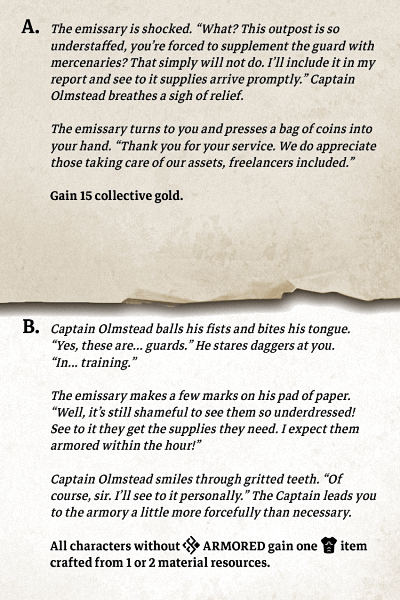 A. The emissary is shocked. “What? This outpost is so
understaffed, you’re forced to supplement the guard with
mercenaries? That simply will not do. I’ll include it in my
report and see to it supplies arrive promptly.” Captain
Olmstead breathes a sigh of relief.
The emissary turns to you and presses a bag of coins into
your hand. “Thank you for your service. We do appreciate
those taking care of our assets, freelancers included.”
Gain 15 collective gold.
B. Captain Olmstead balls his fists and bites his tongue.
“Yes, these are... guards.” He stares daggers at you.
“In... training.”
The emissary makes a few marks on his pad of paper.
“Well, it’s still shameful to see them so underdressed!
See to it they get the supplies they need. I expect them
armored within the hour!”
Captain Olmstead smiles through gritted teeth. “Of
course, sir. I’ll see to it personally.” The Captain leads you
to the armory a little more forcefully than necessary.
All characters without ARMORED gain one item
crafted from 1 or 2 material resources.